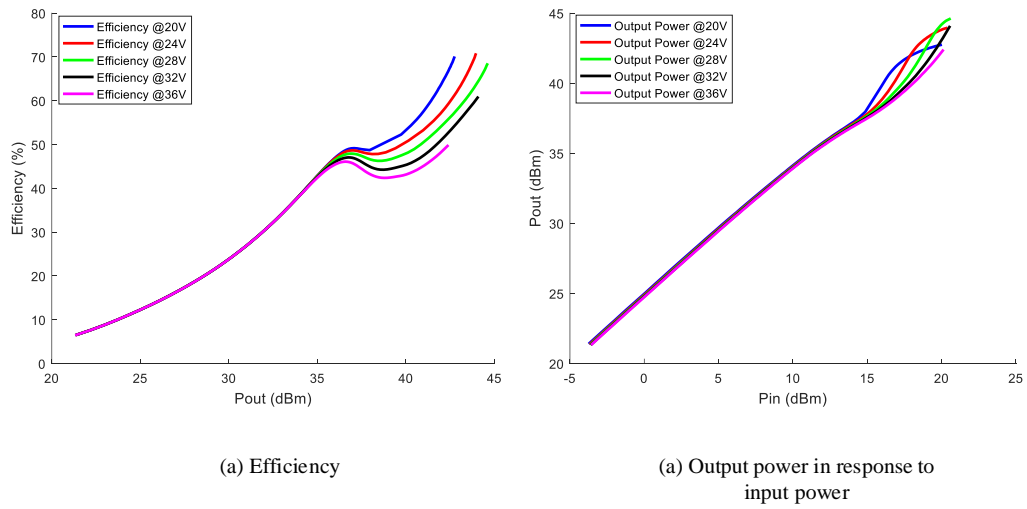 80
70
60
50
40
30
20
10
0
Efficiency (%)
Efficiency @20V
Efficiency @24V
Efficiency @28V
Efficiency @32V
Efficiency @36V
20
25
30
35
40
45
Pout (dBm)
(a) Efficiency
45
40
35
30
25
20
Pout (dBm)
Output Power @20V
Output Power @24V
Output Power @28V
Output Power @32V
Output Power @36V
-5
0
5
10
15
20
25
Pin (dBm)
(a) Output power in response to
input power